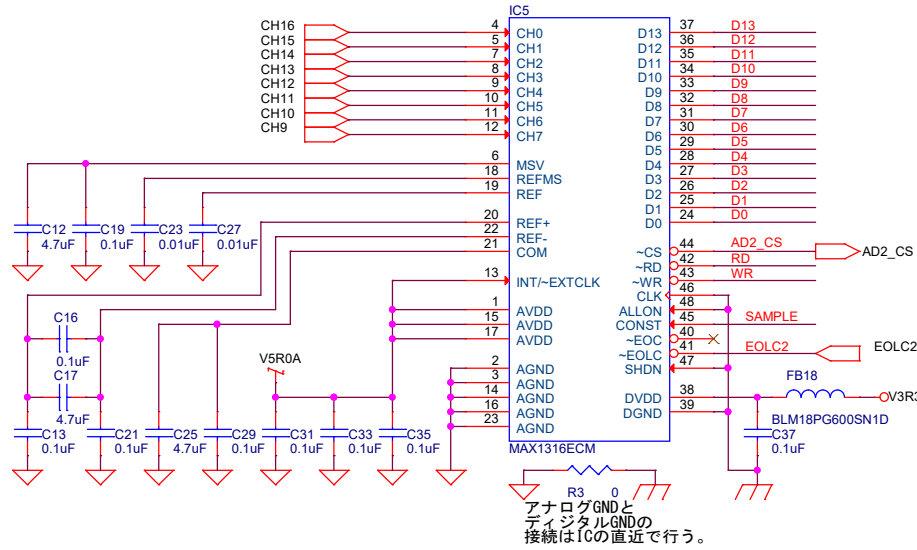 IC5
CH16 4 CH0 D13 37 D13
CH15 5 CH1 D12 36 D12
CH14 7 CH2 D11 35 D11
CH13 8 CH3 D10 34 D10
CH12 9 CH4 D9 33 D9
CH11 10 CH5 D8 32 D8
CH10 11 CH6 D7 31 D7
CH9 12 CH7 D6 30 D6
D5 29 D5
6 MSV D4 28 D4
18 REFMS D3 27 D3
19 REF D2 26 D2
D1 25 D1
20 REF+ D0 24 D0
22 REF-
21 COM ~CS 44 AD2_CS AD2_CS
~RD 42 RD
13 INT/~EXTCLK ~WR 43 WR
CLK 46
1 AVDD ALLON 48
15 AVDD CONST 45 SAMPLE
17 AVDD ~EOC 40
~EOLC 41 EOLC2 EOLC2
2 AGND SHDN 47
3 AGND
14 AGND DVDD 38
16 AGND DGND 39
23 AGND
MAX1316ECM
C12 4.7uF
C19 0.1uF
C23 0.01uF
C27 0.01uF
C16 0.1uF
C17 4.7uF
V5R0A
C13 0.1uF
C21 0.1uF
C25 4.7uF
C29 0.1uF
C31 0.1uF
C33 0.1uF
C35 0.1uF
FB18
V3R3
BLM18PG600SN1D
C37 0.1uF
R3 0
アナログGNDと
ディジタルGNDの
接続はICの直近で行う。